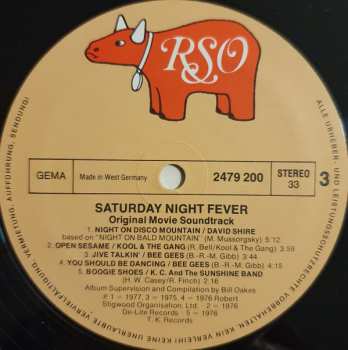 RSO
GEMA
Made in West Germany
2479 200
STEREO
33
3
SATURDAY NIGHT FEVER
Original Movie Soundtrack
1. NIGHT ON DISCO MOUNTAIN / DAVID SHIRE
based on "NIGHT ON BALD MOUNTAIN" (M. Mussorgsky) 5:12
2. OPEN SESAME / KOOL & THE GANG (R. Bell/Kool & The Gang) 3:59
3. JIVE TALKIN' / BEE GEES (B.-R.-M. Gibb) 3:44
4. YOU SHOULD BE DANCING / BEE GEES (B.-R.-M. Gibb) 4:15
5. BOOGIE SHOES / K. C. And The SUNSHINE BAND
(H. W. Casey/R. Finch) 2:16
Album Supervision and Compilation by Bill Oakes
℗ 1 – 1977, 3 – 1975, 4 – 1976 Robert
Stigwood Organisation Ltd. / 2 – 1976
De-Lite Records / 5 – 1976
T. K. Records
ALLE URHEBER- UND LEISTUNGSSCHUTZRECHTE VORBEHALTEN KEIN VERLEIH! KEINE UNERLAUBTE VERVIELFÄLTIGUNG, VERMIETUNG, AUFFÜHRUNG, SENDUNG!